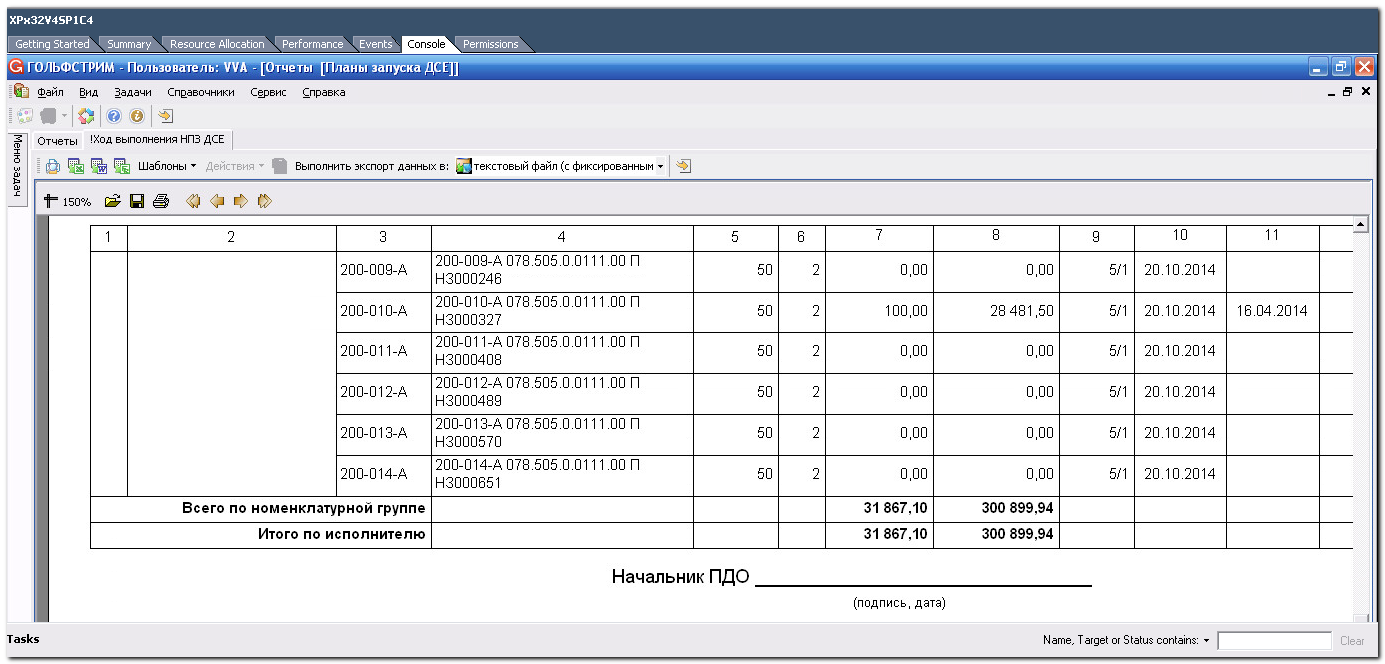 XPx32V4SP1C4
Getting Started Summary Resource Allocation Performance Events Console Permissions
ГОЛЬФСТРИМ - Пользователь: VVA - [Отчеты [Планы запуска ДСЕ]]
Файл Вид Задачи Справочники Сервис Справка
Меню задач
Отчеты !Ход выполнения НПЗ ДСЕ
Шаблоны Действия Выполнить экспорт данных в: текстовый файл (с фиксированным
150%
1 2 3 4 5 6 7 8 9 10 11
200-009-А 200-009-А 078.505.0.0111.00 П 50 2 0,00 0,00 5/1 20.10.2014
НЗ000246
200-010-А 200-010-А 078.505.0.0111.00 П 50 2 100,00 28 481,50 5/1 20.10.2014 16.04.2014
НЗ000327
200-011-А 200-011-А 078.505.0.0111.00 П 50 2 0,00 0,00 5/1 20.10.2014
НЗ000408
200-012-А 200-012-А 078.505.0.0111.00 П 50 2 0,00 0,00 5/1 20.10.2014
НЗ000489
200-013-А 200-013-А 078.505.0.0111.00 П 50 2 0,00 0,00 5/1 20.10.2014
НЗ000570
200-014-А 200-014-А 078.505.0.0111.00 П 50 2 0,00 0,00 5/1 20.10.2014
НЗ000651
Всего по номенклатурной группе 31 867,10 300 899,94
Итого по исполнителю 31 867,10 300 899,94
Начальник ПДО
(подпись, дата)
Tasks Name, Target or Status contains: Clear